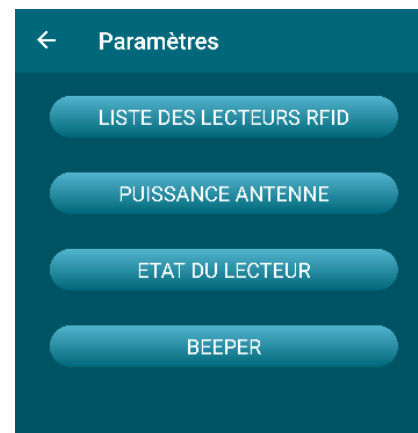 Paramètres
LISTE DES LECTEURS RFID
PUISSANCE ANTENNE
ETAT DU LECTEUR
BEEPER